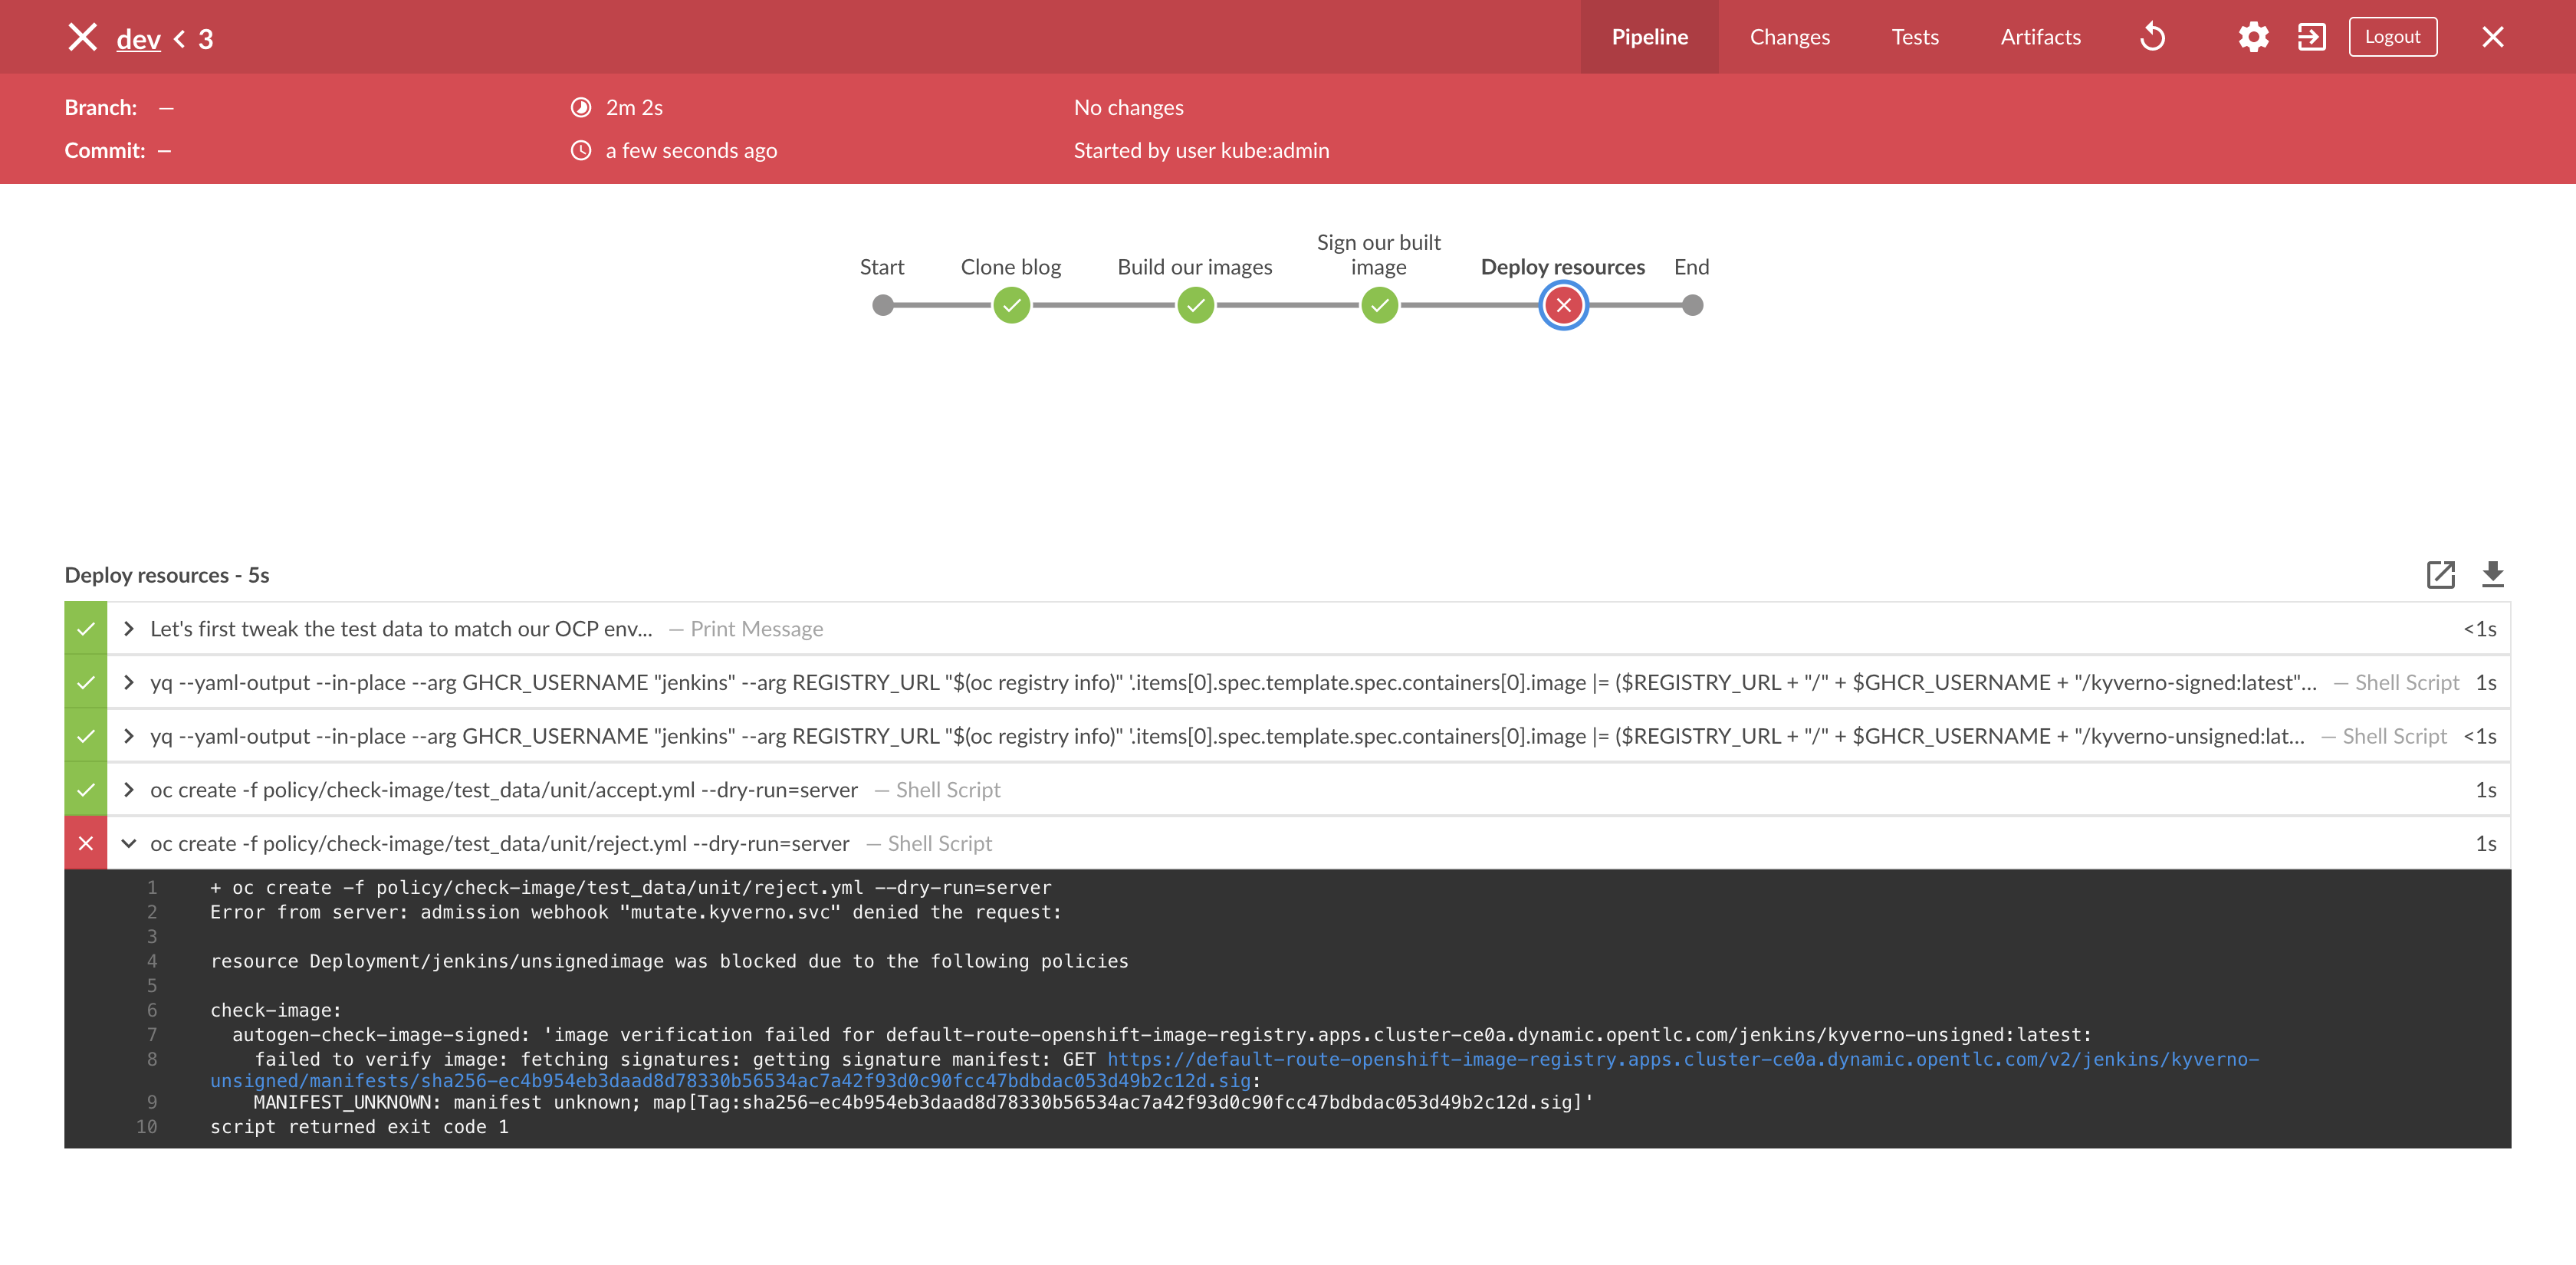 dev < 3
Pipeline Changes Tests Artifacts Logout
Branch: —
2m 2s
No changes
Commit: —
a few seconds ago
Started by user kube:admin
Start
Clone blog
Build our images
Sign our built
image
Deploy resources
End
Deploy resources - 5s
Let's first tweak the test data to match our OCP env... — Print Message <1s
yq --yaml-output --in-place --arg GHCR_USERNAME "jenkins" --arg REGISTRY_URL "$(oc registry info)" '.items[0].spec.template.spec.containers[0].image |= ($REGISTRY_URL + "/" + $GHCR_USERNAME + "/kyverno-signed:latest"... — Shell Script 1s
yq --yaml-output --in-place --arg GHCR_USERNAME "jenkins" --arg REGISTRY_URL "$(oc registry info)" '.items[0].spec.template.spec.containers[0].image |= ($REGISTRY_URL + "/" + $GHCR_USERNAME + "/kyverno-unsigned:lat... — Shell Script <1s
oc create -f policy/check-image/test_data/unit/accept.yml --dry-run=server — Shell Script 1s
oc create -f policy/check-image/test_data/unit/reject.yml --dry-run=server — Shell Script 1s
1 + oc create -f policy/check-image/test_data/unit/reject.yml --dry-run=server
2 Error from server: admission webhook "mutate.kyverno.svc" denied the request:
3
4 resource Deployment/jenkins/unsignedimage was blocked due to the following policies
5
6 check-image:
7 autogen-check-image-signed: 'image verification failed for default-route-openshift-image-registry.apps.cluster-ce0a.dynamic.opentlc.com/jenkins/kyverno-unsigned:latest:
8 failed to verify image: fetching signatures: getting signature manifest: GET https://default-route-openshift-image-registry.apps.cluster-ce0a.dynamic.opentlc.com/v2/jenkins/kyverno-
unsigned/manifests/sha256-ec4b954eb3daad8d78330b56534ac7a42f93d0c90fcc47bdbdac053d49b2c12d.sig:
9 MANIFEST_UNKNOWN: manifest unknown; map[Tag:sha256-ec4b954eb3daad8d78330b56534ac7a42f93d0c90fcc47bdbdac053d49b2c12d.sig]'
10 script returned exit code 1